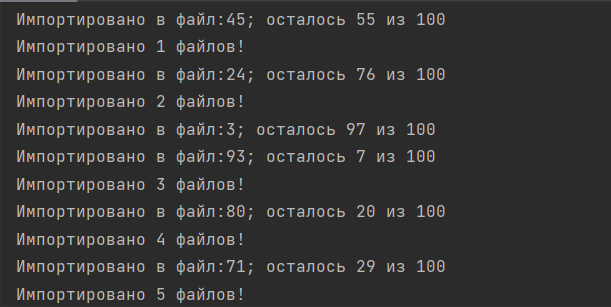 Импортировано в файл:45; осталось 55 из 100
Импортировано 1 файлов!
Импортировано в файл:24; осталось 76 из 100
Импортировано 2 файлов!
Импортировано в файл:3; осталось 97 из 100
Импортировано в файл:93; осталось 7 из 100
Импортировано 3 файлов!
Импортировано в файл:80; осталось 20 из 100
Импортировано 4 файлов!
Импортировано в файл:71; осталось 29 из 100
Импортировано 5 файлов!